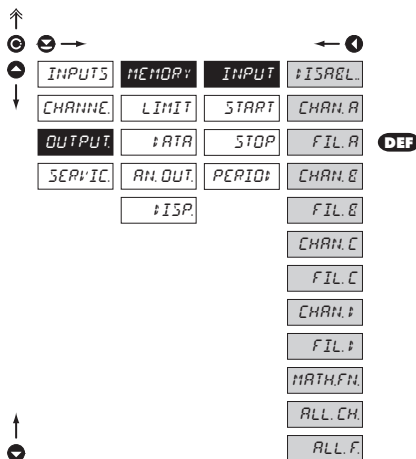 INPUTS MEMORY INPUT DISABL..
CHANNE. LIMIT START CHAN. A
OUTPUT. DATA STOP FIL. A DEF
SERVIC. AN. OUT. PERIOD CHAN. B
DISP. FIL. B
CHAN. C
FIL. C
CHAN. D
FIL. D
MATH.FN.
ALL. CH.
ALL. F.